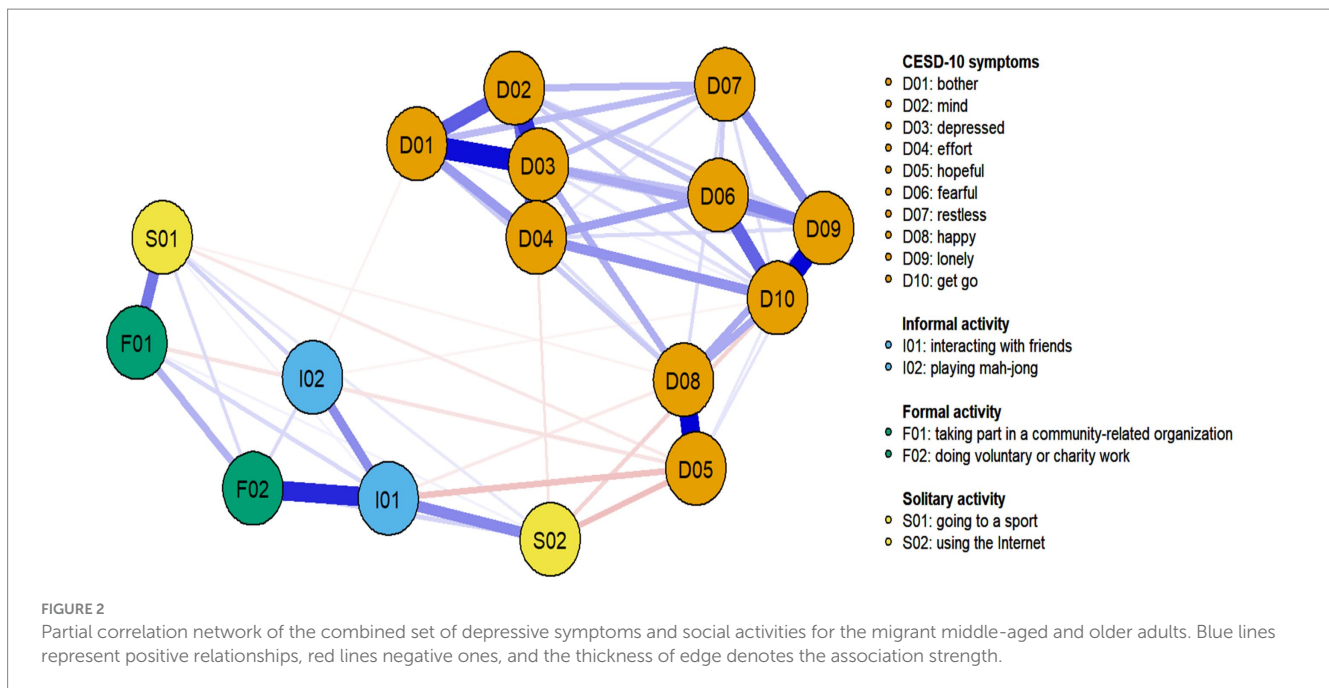 D02
D07
D01
D03
D06
D04
D09
S01
D10
F01
I02
D08
D05
F02
I01
S02
CESD-10 symptoms
D01: bother
D02: mind
D03: depressed
D04: effort
D05: hopeful
D06: fearful
D07: restless
D08: happy
D09: lonely
D10: get go
Informal activity
I01: interacting with friends
I02: playing mah-jong
Formal activity
F01: taking part in a community-related organization
F02: doing voluntary or charity work
Solitary activity
S01: going to a sport
S02: using the Internet
FIGURE 2
Partial correlation network of the combined set of depressive symptoms and social activities for the migrant middle-aged and older adults. Blue lines
represent positive relationships, red lines negative ones, and the thickness of edge denotes the association strength.